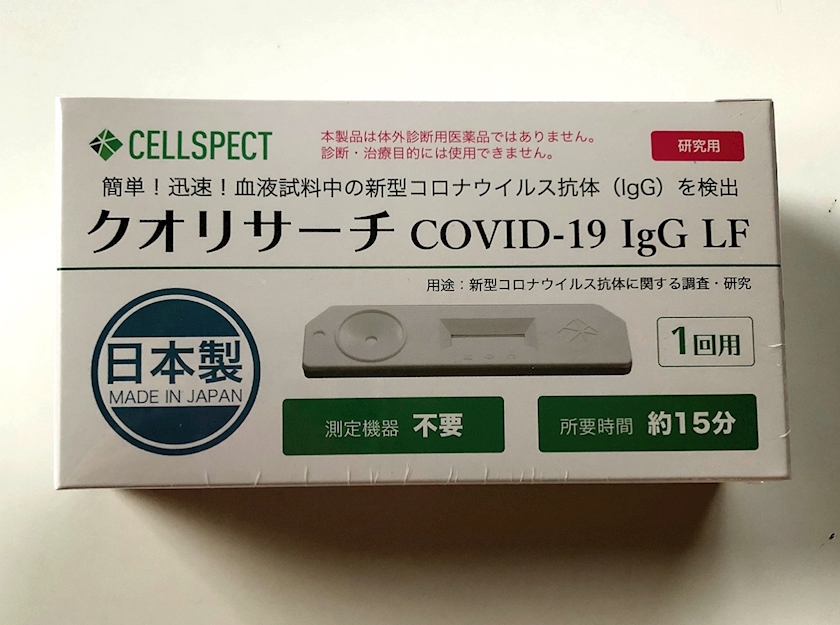 CELLSPECT
本製品は体外診断用医薬品ではありません。
診断・治療目的には使用できません。
研究用
簡単！迅速！血液試料中の新型コロナウイルス抗体（IgG）を検出
クオリサーチ COVID-19 IgG LF
用途：新型コロナウイルス抗体に関する調査・研究
日本製
MADE IN JAPAN
1回用
測定機器 不要
所要時間 約15分